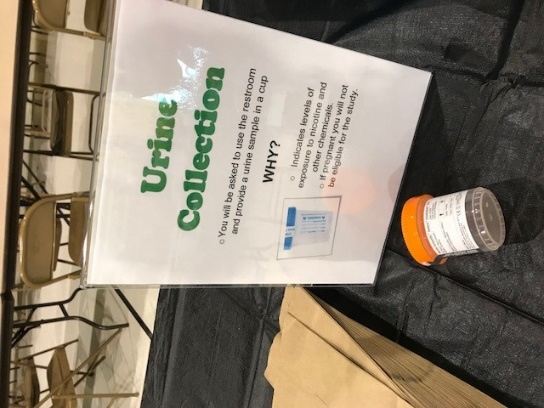 Urine
Collection
○ You will be asked to use the restroom
and provide a urine sample in a cup
WHY?
○ Indicates levels of
exposure to nicotine and
other chemicals.
○ If pregnant you will not
be eligible for the study.